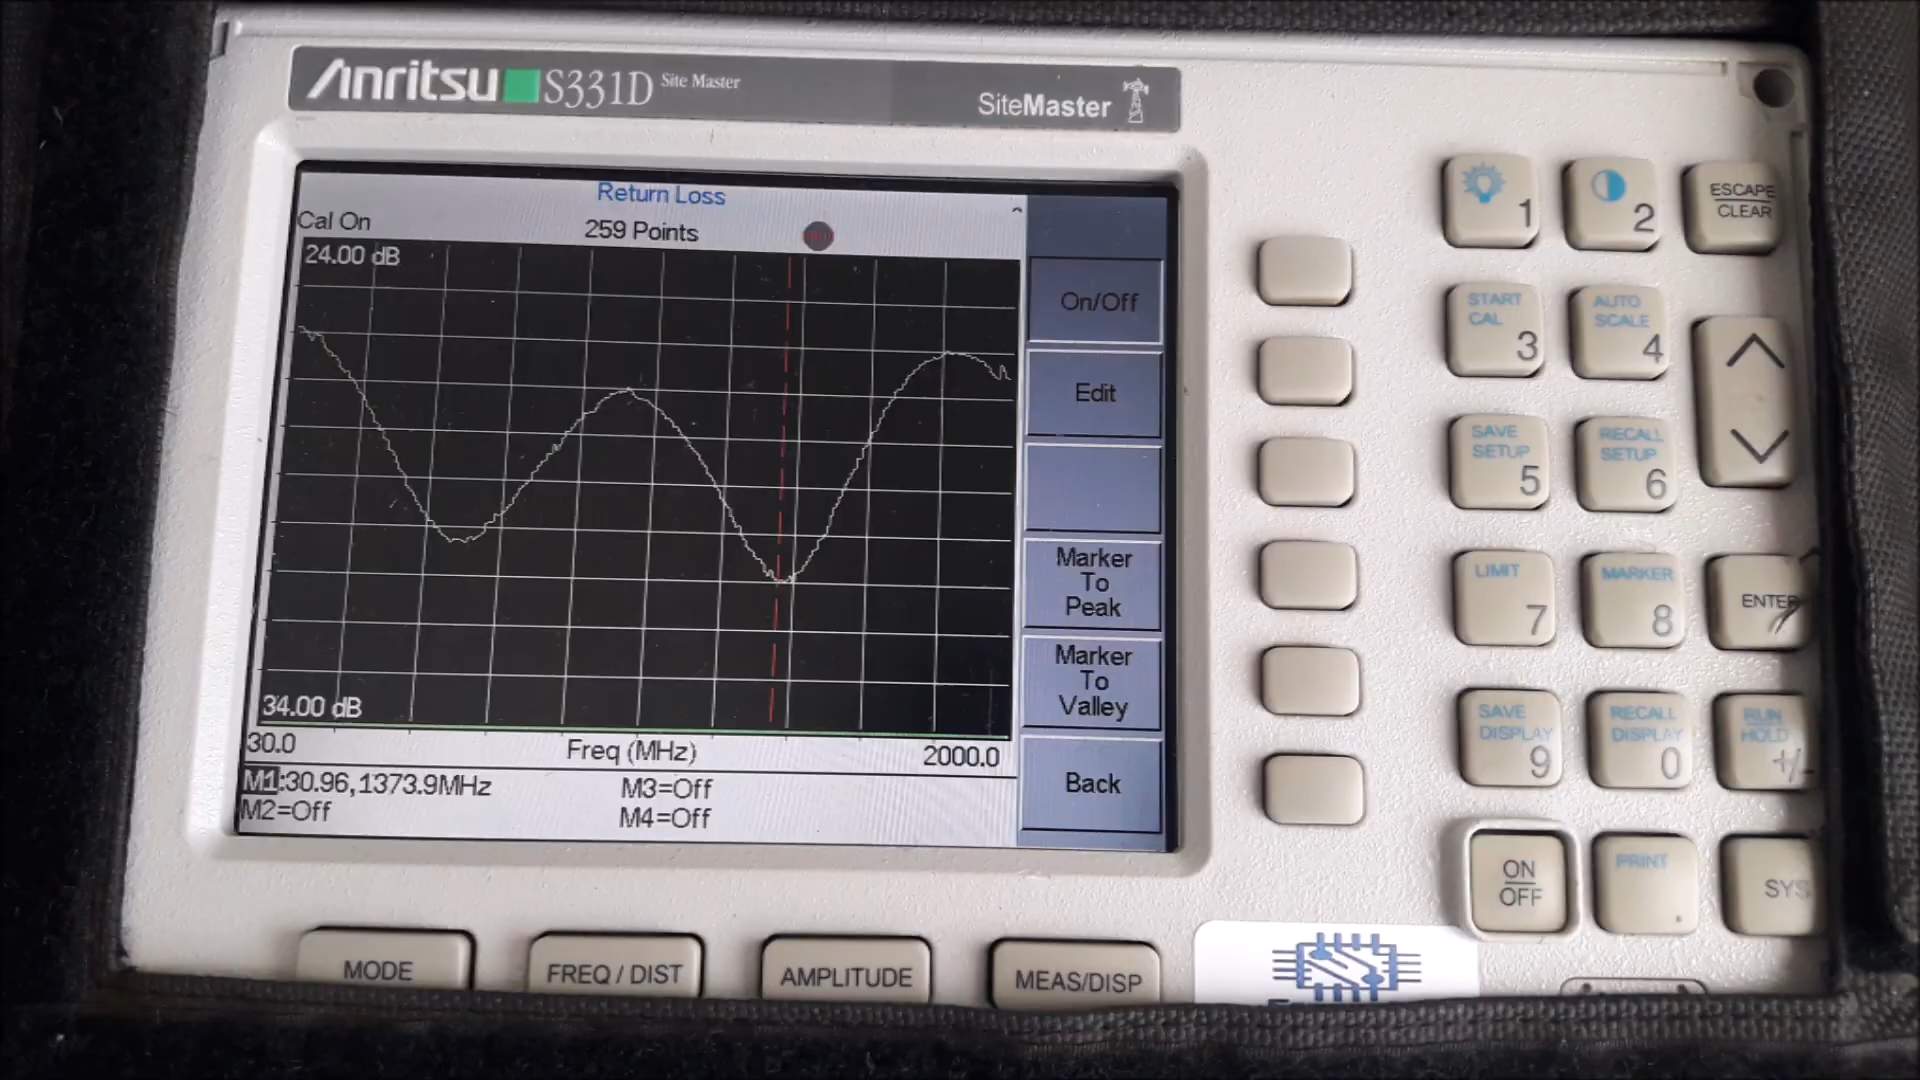 Anritsu S331D Site Master
SiteMaster
Return Loss
Cal On
259 Points
24.00 dB
34.00 dB
30.0
Freq (MHz)
2000.0
M1:30.96,1373.9MHz
M3=Off
M2=Off
M4=Off
On/Off
Edit
Marker
To
Peak
Marker
To
Valley
Back
1
2
ESCAPE
CLEAR
START
CAL
3
AUTO
SCALE
4
SAVE
SETUP
5
RECALL
SETUP
6
LIMIT
7
MARKER
8
ENTER
SAVE
DISPLAY
9
RECALL
DISPLAY
0
RUN
HOLD
+/-
ON
OFF
PRINT
.
SYS
MODE
FREQ / DIST
AMPLITUDE
MEAS/DISP